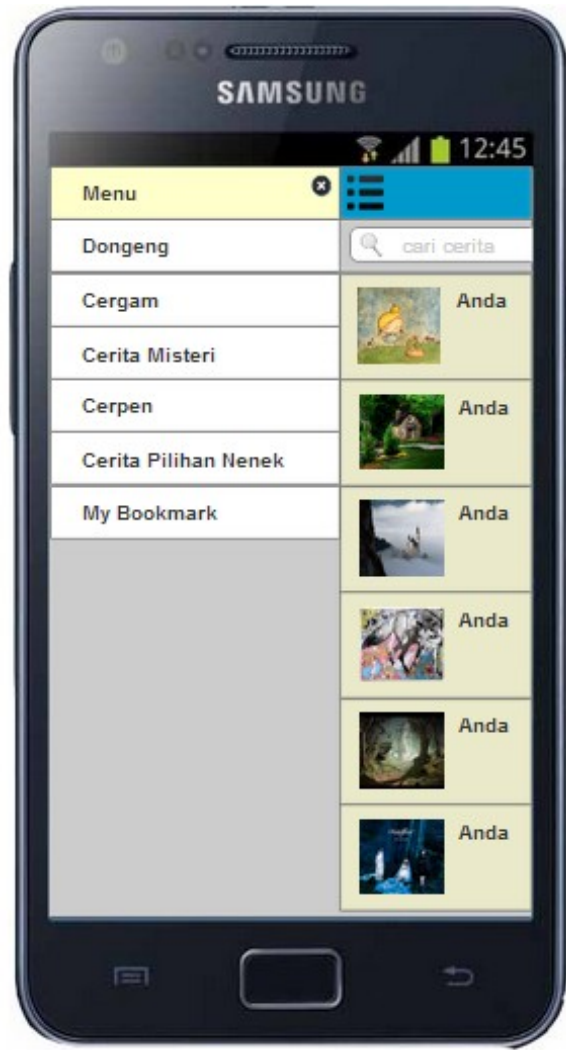 SAMSUNG
12:45
Menu
Dongeng
cari cerita
Cergam
Anda
Cerita Misteri
Cerpen
Anda
Cerita Pilihan Nenek
My Bookmark
Anda
Anda
Anda
Anda